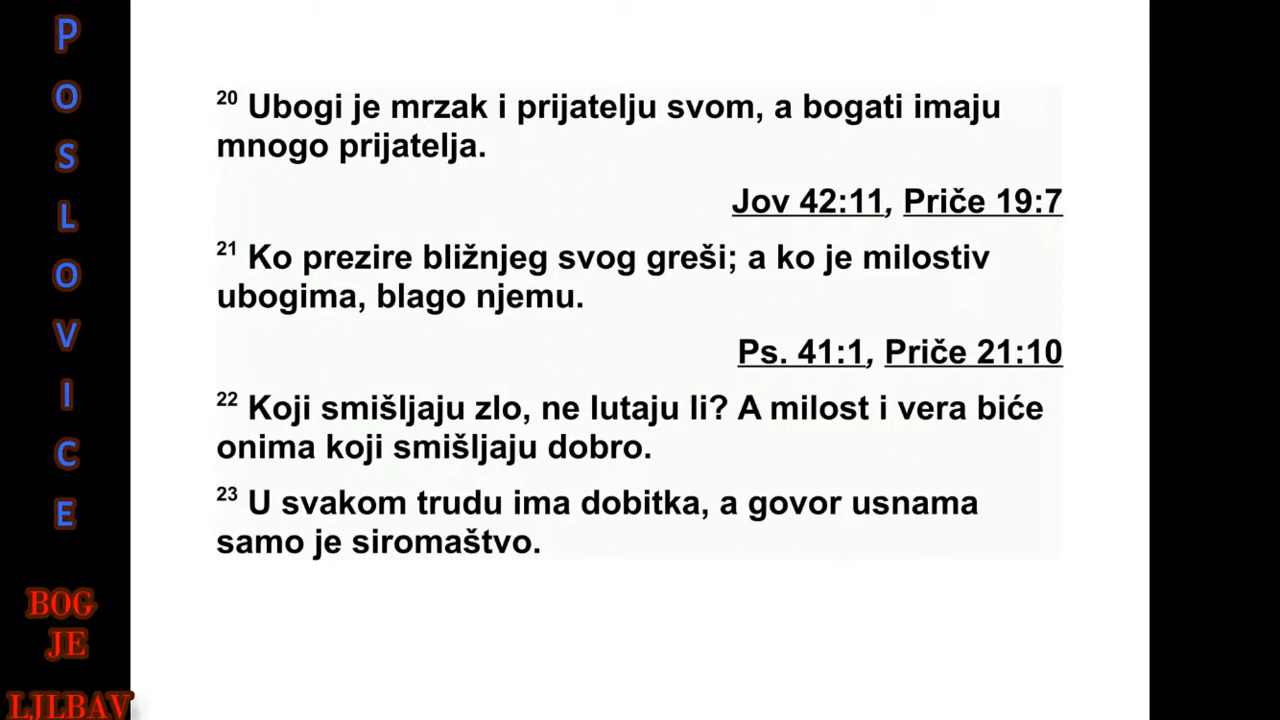 P
O
S
L
O
V
I
C
E
BOG
JE
LJLBAV
20 Ubogi je mrzak i prijatelju svom, a bogati imaju
mnogo prijatelja.
Jov 42:11, Priče 19:7
21 Ko prezire bližnjeg svog greši; a ko je milostiv
ubogima, blago njemu.
Ps. 41:1, Priče 21:10
22 Koji smišljaju zlo, ne lutaju li? A milost i vera biće
onima koji smišljaju dobro.
23 U svakom trudu ima dobitka, a govor usnama
samo je siromaštvo.